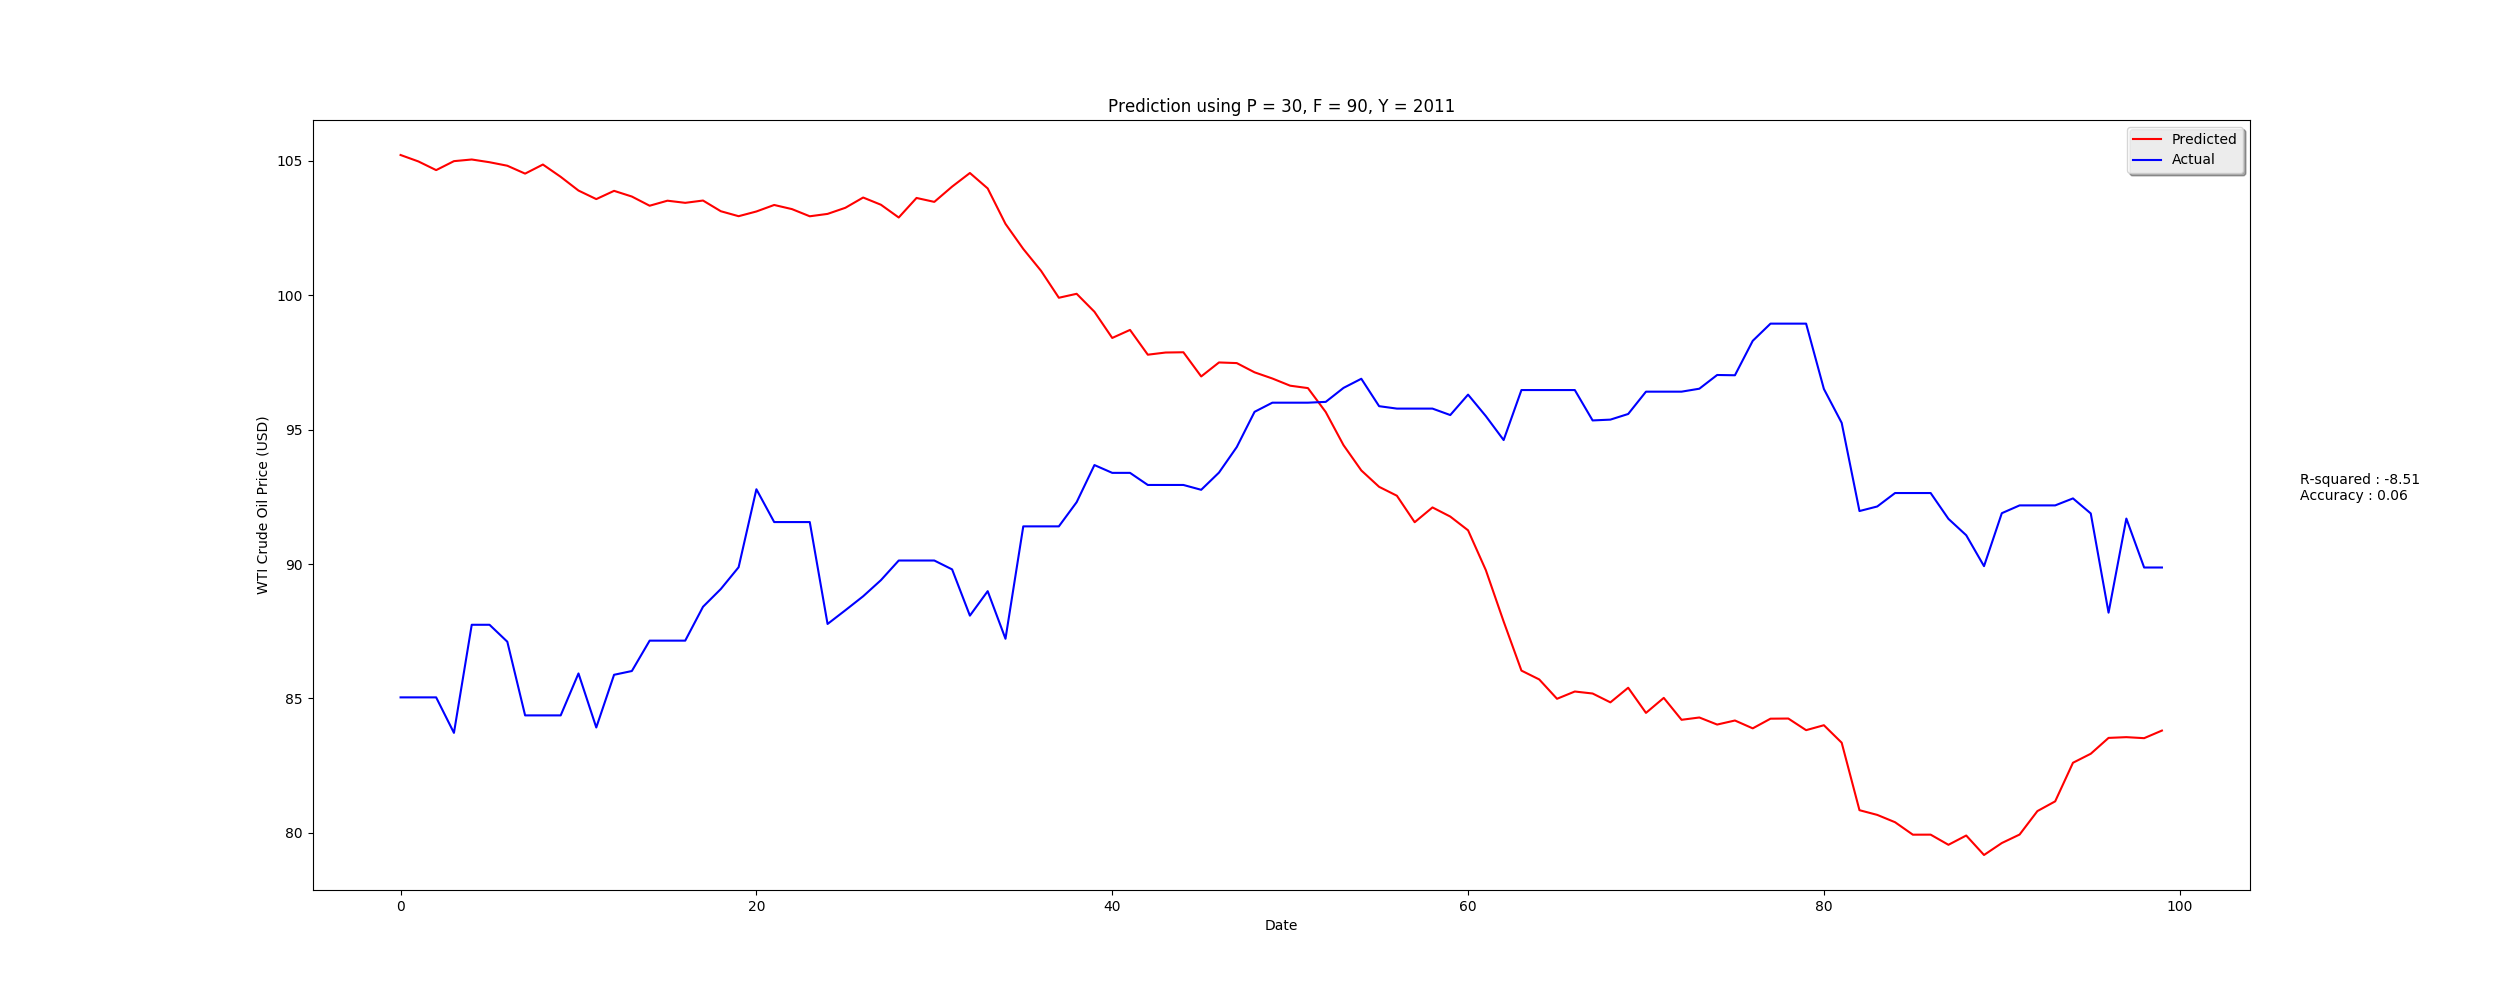 Prediction using P = 30, F = 90, Y = 2011
Predicted
Actual
105
100
95
90
85
80
WTI Crude Oil Price (USD)
R-squared : -8.51
Accuracy : 0.06
0 20 40 60 80 100
Date